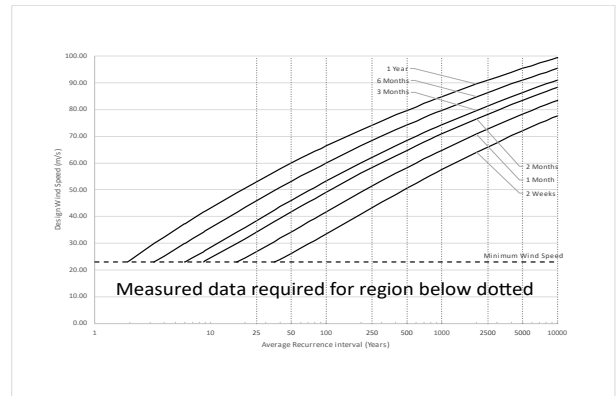 100.00
90.00
80.00
70.00
60.00
50.00
40.00
30.00
20.00
10.00
0.00
Design Wind Speed (m/s)
1 Year
6 Months
3 Months
2 Months
1 Month
2 Weeks
Minimum Wind Speed
Measured data required for region below dotted
1 10 25 50 100 250 500 1000 2500 5000 10000
Average Recurrence interval (Years)